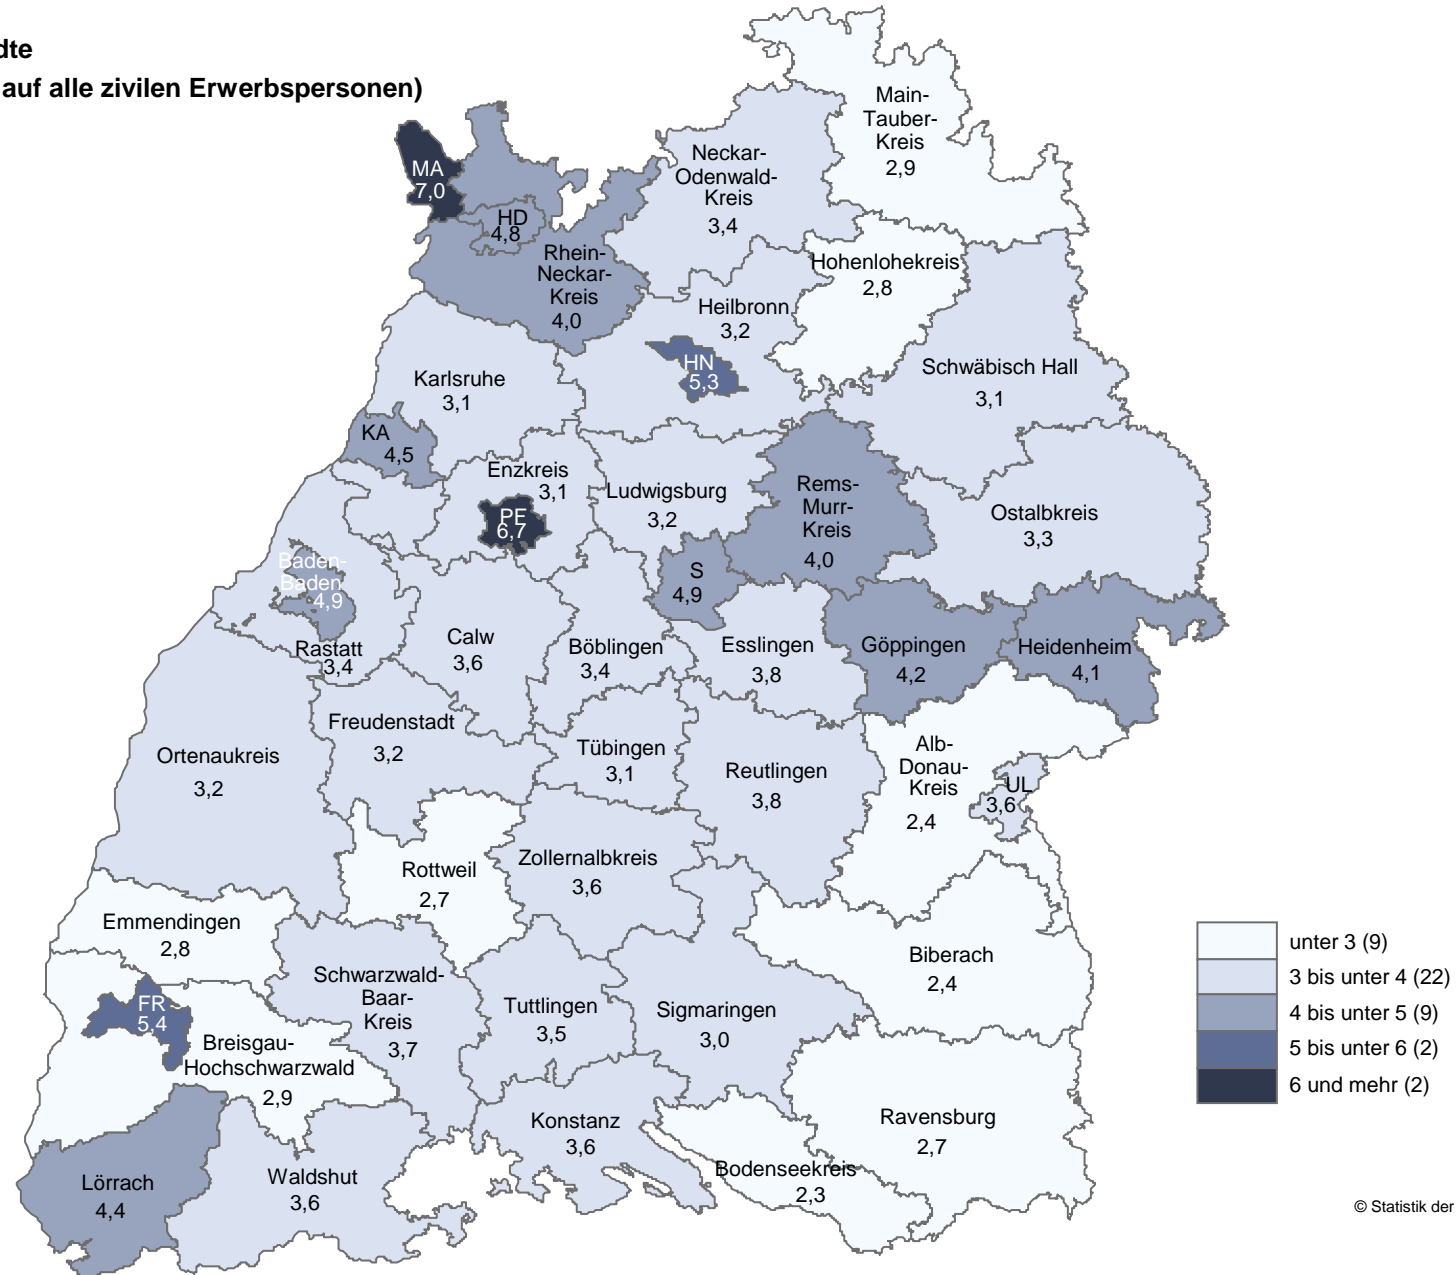 dte
auf alle zivilen Erwerbspersonen)
Main-
Tauber-
Kreis
2,9
MA
7,0
Neckar-
Odenwald-
Kreis
3,4
HD
4,8
Rhein-
Neckar-
Kreis
4,0
Hohenlohekreis
2,8
Heilbronn
3,2
HN
5,3
Schwäbisch Hall
3,1
Karlsruhe
3,1
KA
4,5
Enzkreis
3,1
PF
6,7
Ludwigsburg
3,2
Rems-
Murr-
Kreis
4,0
Ostalbkreis
3,3
Baden-
Baden
4,9
Rastatt
3,4
S
4,9
Calw
3,6
Böblingen
3,4
Esslingen
3,8
Göppingen
4,2
Heidenheim
4,1
Freudenstadt
3,2
Ortenaukreis
3,2
Tübingen
3,1
Reutlingen
3,8
Alb-
Donau-
Kreis
2,4
UL
3,6
Rottweil
2,7
Zollernalbkreis
3,6
Emmendingen
2,8
Schwarzwald-
Baar-
Kreis
3,7
Tuttlingen
3,5
Sigmaringen
3,0
Biberach
2,4
FR
5,4
Breisgau-
Hochschwarzwald
2,9
Konstanz
3,6
Ravensburg
2,7
Bodenseekreis
2,3
Lörrach
4,4
Waldshut
3,6
unter 3 (9)
3 bis unter 4 (22)
4 bis unter 5 (9)
5 bis unter 6 (2)
6 und mehr (2)
© Statistik der